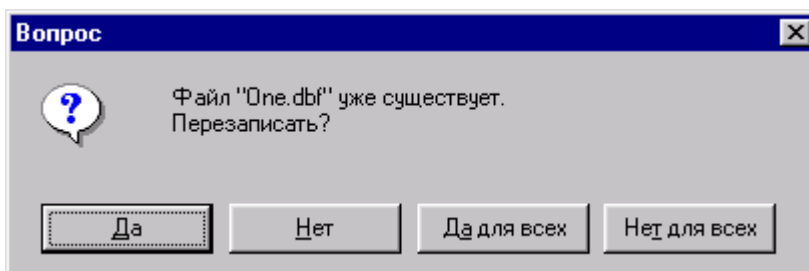 Вопрос
Файл "One.dbf" уже существует.
Перезаписать?
Да Нет Да для всех Нет для всех